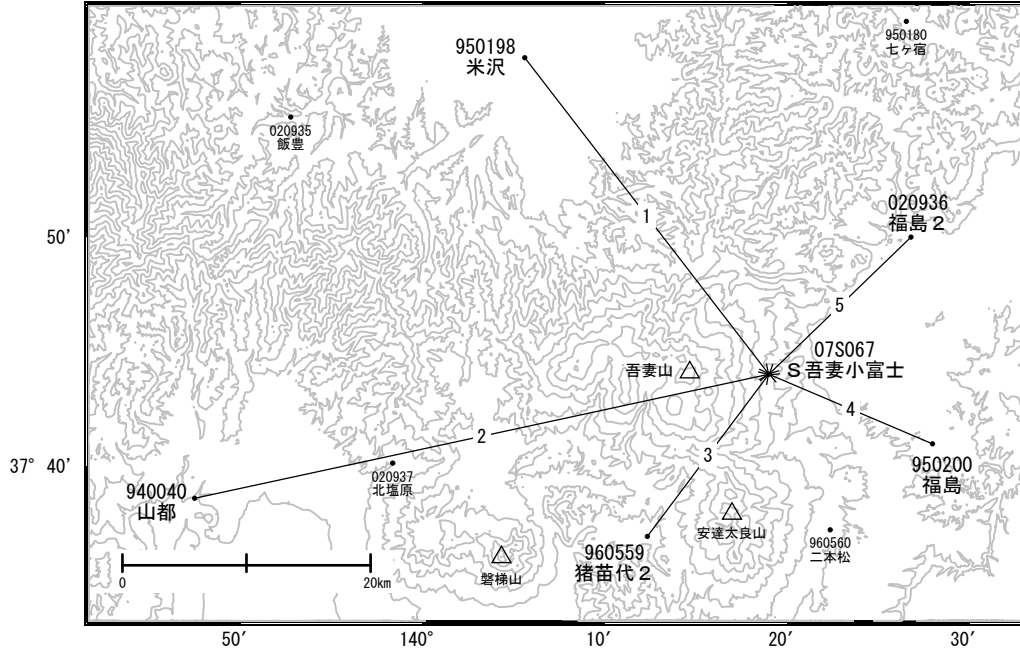 950198
米沢
950180
七ヶ宿
020935
飯豊
020936
福島2
50′
1
5
07S067
S吾妻小富士
吾妻山
4
2
3
37° 40′
020937
北塩原
940040
山都
950200
福島
安達太良山
960560
二本松
960559
猪苗代2
磐梯山
0
20km
50′
140°
10′
20′
30′